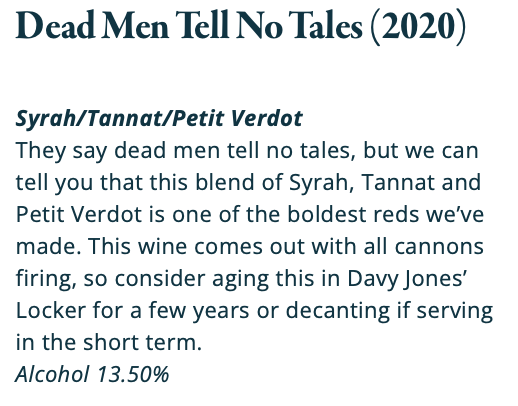 Dead Men Tell No Tales (2020)
Syrah/Tannat/Petit Verdot
They say dead men tell no tales, but we can
tell you that this blend of Syrah, Tannat and
Petit Verdot is one of the boldest reds we’ve
made. This wine comes out with all cannons
firing, so consider aging this in Davy Jones’
Locker for a few years or decanting if serving
in the short term.
Alcohol 13.50%